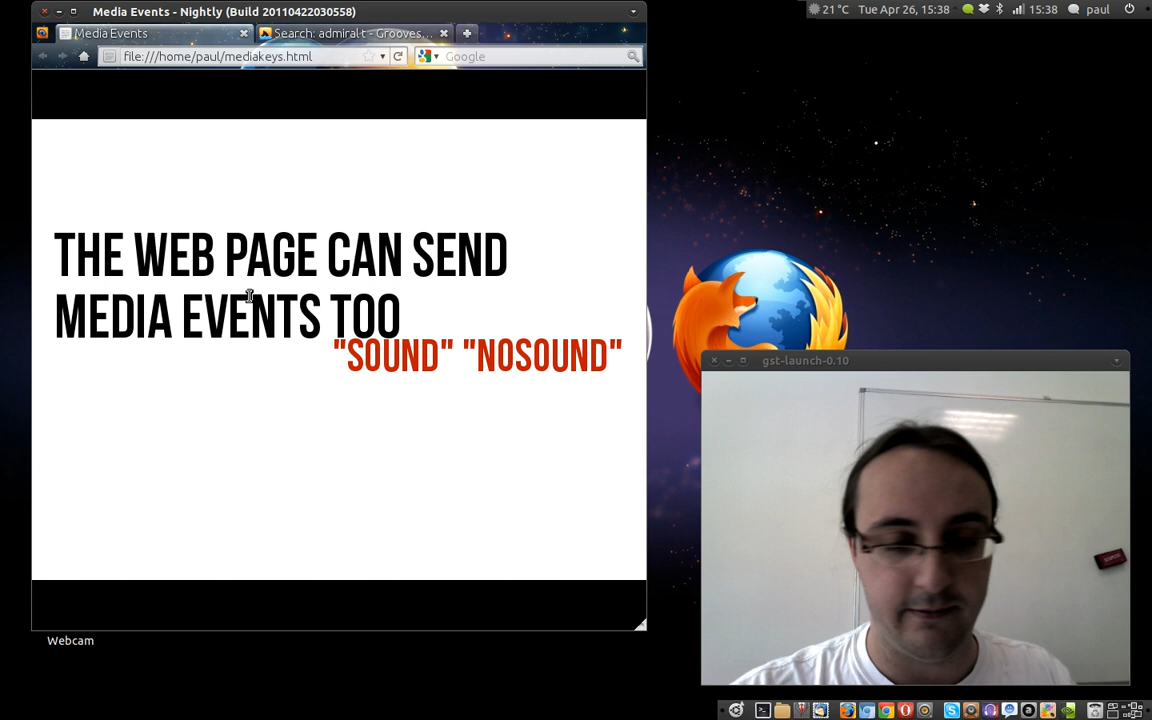 Media Events - Nightly (Build 20110422030558)
21 °C Tue Apr 26, 15:38 15:38 paul
Media Events
Search: admiral t - Grooves...
file:///home/paul/mediakeys.html
Google
THE WEB PAGE CAN SEND
MEDIA EVENTS TOO
"SOUND" "NOSOUND"
gst-launch-0.10
Webcam